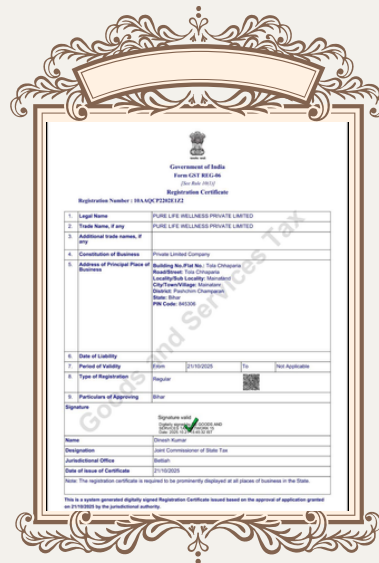 Government of India
Form GST REG-06
[See Rule 10(1)]
Registration Certificate
Registration Number : 10AAQCP2202E1Z2
1. Legal Name PURE LIFE WELLNESS PRIVATE LIMITED
2. Trade Name, if any PURE LIFE WELLNESS PRIVATE LIMITED
3. Additional trade names, if
any
4. Constitution of Business Private Limited Company
5. Address of Principal Place of
Business
Building No./Flat No.: Tola Chhaparia
Road/Street: Tola Chhaparia
Locality/Sub Locality: Mainatand
City/Town/Village: Mainatand
District: Pashchim Champaran
State: Bihar
PIN Code: 845306
6. Date of Liability
7. Period of Validity From 21/10/2025 To Not Applicable
8. Type of Registration Regular
9. Particulars of Approving Bihar
Signature
Signature valid
Digitally signed by GOODS AND
SERVICES TAX
Name Dinesh Kumar
Designation Joint Commissioner of State Tax
Jurisdictional Office Bettiah
Date of issue of Certificate 21/10/2025
Note: The registration certificate is required to be prominently displayed at all places of business in the State.
This is a system generated digitally signed Registration Certificate issued based on the approval of application granted
on 21/10/2025 by the jurisdictional authority.
Goods and Services Tax